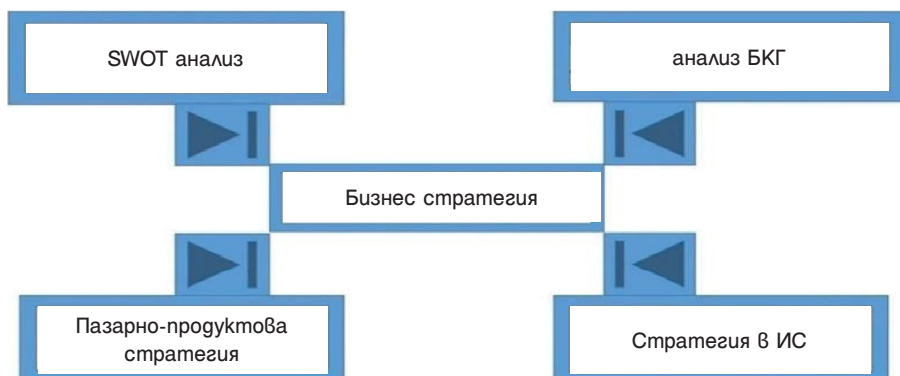 SWOT анализ
анализ БКГ
Бизнес стратегия
Пазарно-продуктова
стратегия
Стратегия в ИС